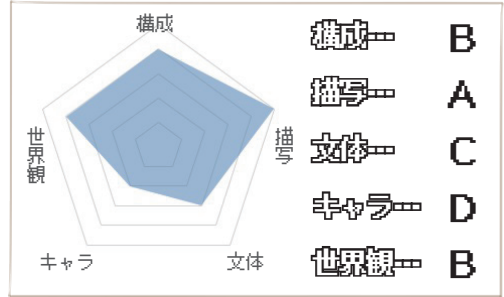 構成
描写
文体
キャラ
世界観
構成… B
描写… A
文体… C
キャラ… D
世界観… B